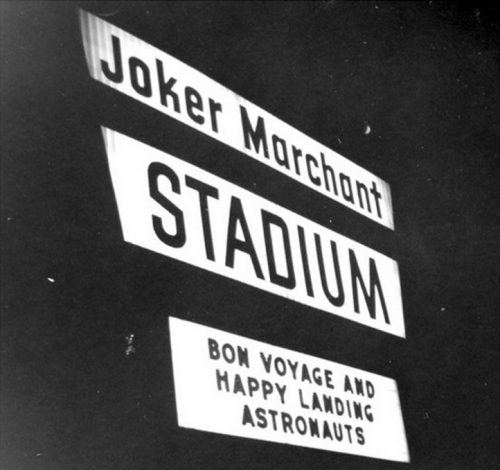 Joker Marchant
STADIUM
BON VOYAGE AND
HAPPY LANDING
ASTRONAUTS